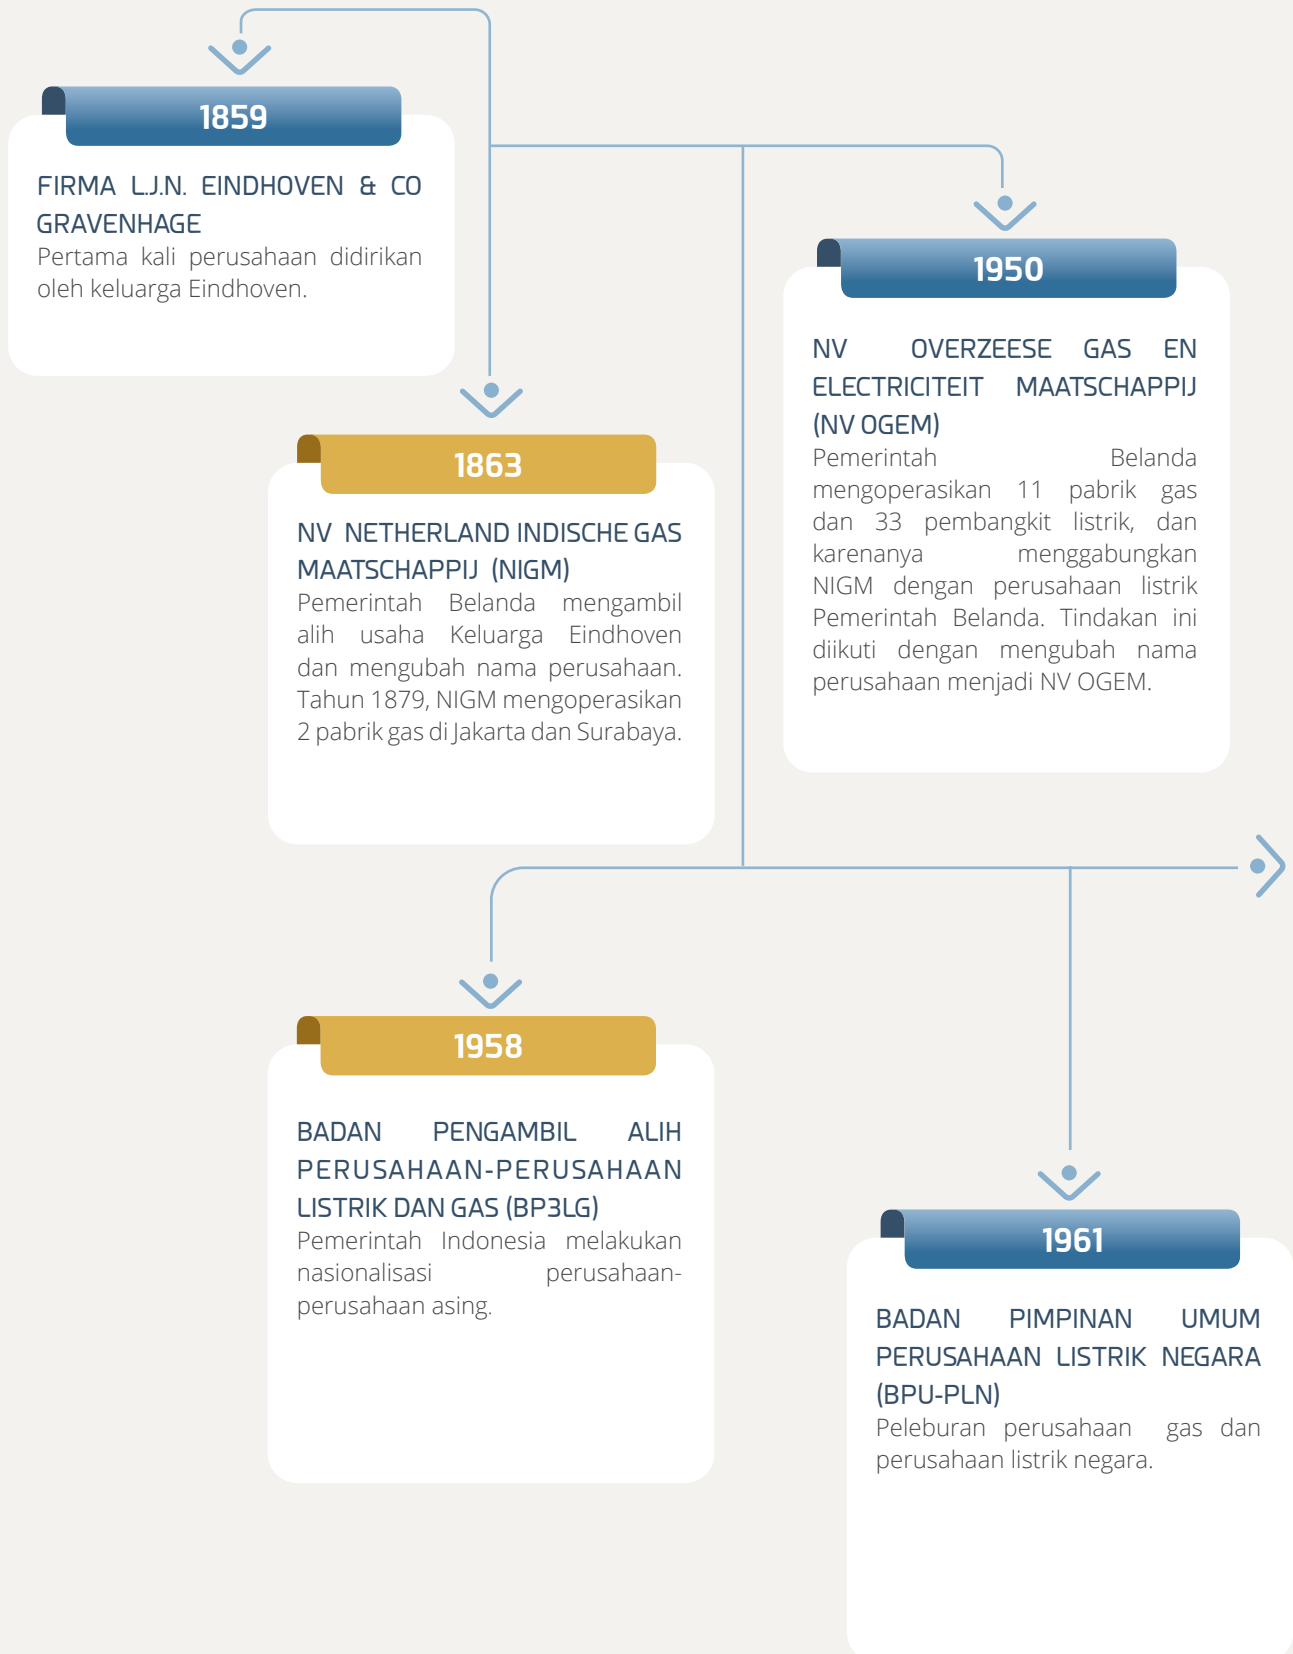 1859
FIRMA L.J.N. EINDHOVEN & CO
GRAVENHAGE
Pertama kali perusahaan didirikan
oleh keluarga Eindhoven.
1863
NV NETHERLAND INDISCHE GAS
MAATSCHAPPIJ (NIGM)
Pemerintah Belanda mengambil
alih usaha Keluarga Eindhoven
dan mengubah nama perusahaan.
Tahun 1879, NIGM mengoperasikan
2 pabrik gas di Jakarta dan Surabaya.
1950
NV OVERZEESE GAS EN
ELECTRICITEIT MAATSCHAPPIJ
(NV OGEM)
Pemerintah Belanda
mengoperasikan 11 pabrik gas
dan 33 pembangkit listrik, dan
karenanya menggabungkan
NIGM dengan perusahaan listrik
Pemerintah Belanda. Tindakan ini
diikuti dengan mengubah nama
perusahaan menjadi NV OGEM.
1958
BADAN PENGAMBIL ALIH
PERUSAHAAN-PERUSAHAAN
LISTRIK DAN GAS (BP3LG)
Pemerintah Indonesia melakukan
nasionalisasi perusahaan-
perusahaan asing.
1961
BADAN PIMPINAN UMUM
PERUSAHAAN LISTRIK NEGARA
(BPU-PLN)
Peleburan perusahaan gas dan
perusahaan listrik negara.